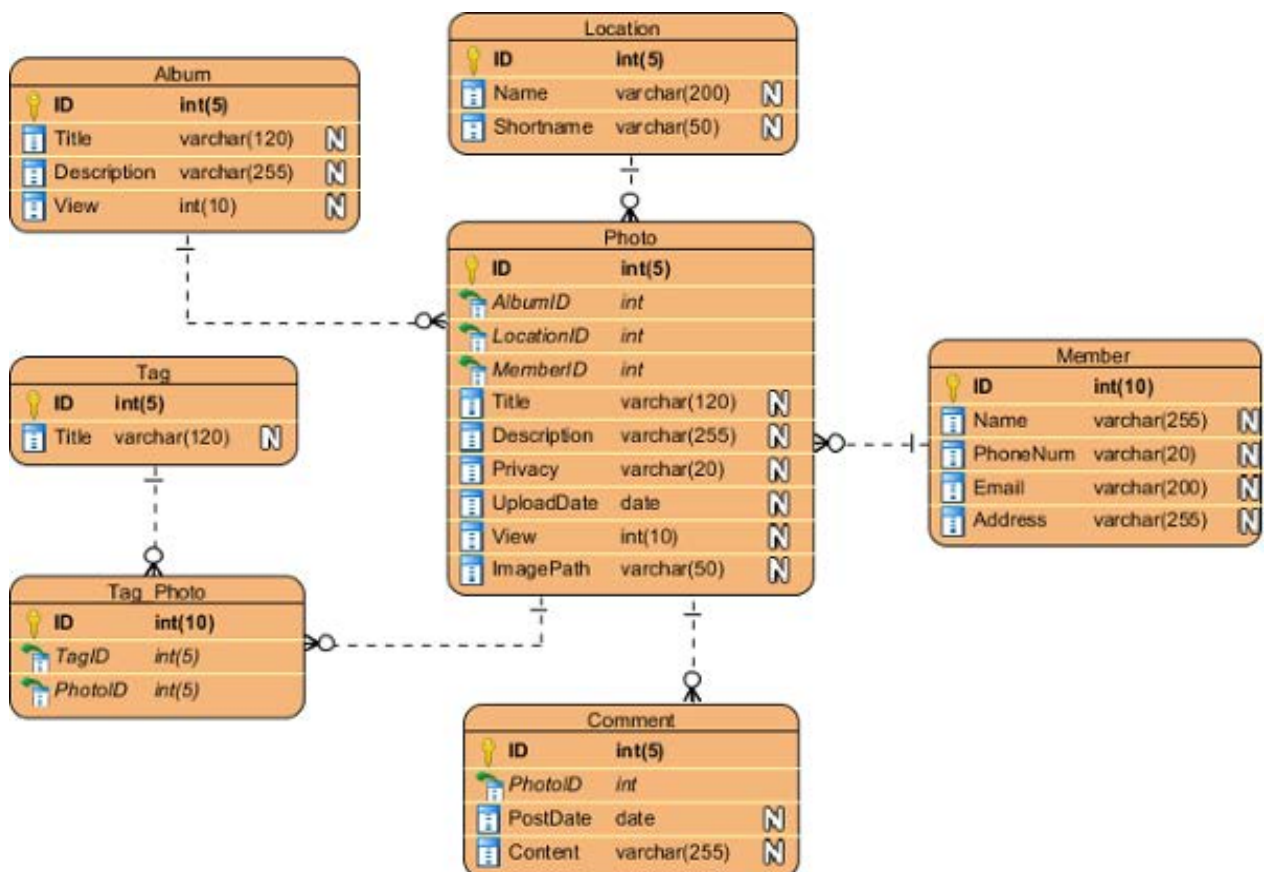 Location
ID int(5)
Name varchar(200) N
Shortname varchar(50) N
Album
ID int(5)
Title varchar(120) N
Description varchar(255) N
View int(10) N
Photo
ID int(5)
AlbumID int
LocationID int
MemberID int
Title varchar(120) N
Description varchar(255) N
Privacy varchar(20) N
UploadDate date N
View int(10) N
ImagePath varchar(50) N
Member
ID int(10)
Name varchar(255) N
PhoneNum varchar(20) N
Email varchar(200) N
Address varchar(255) N
Tag
ID int(5)
Title varchar(120) N
Tag_Photo
ID int(10)
TagID int(5)
PhotoID int(5)
Comment
ID int(5)
PhotoID int
PostDate date N
Content varchar(255) N